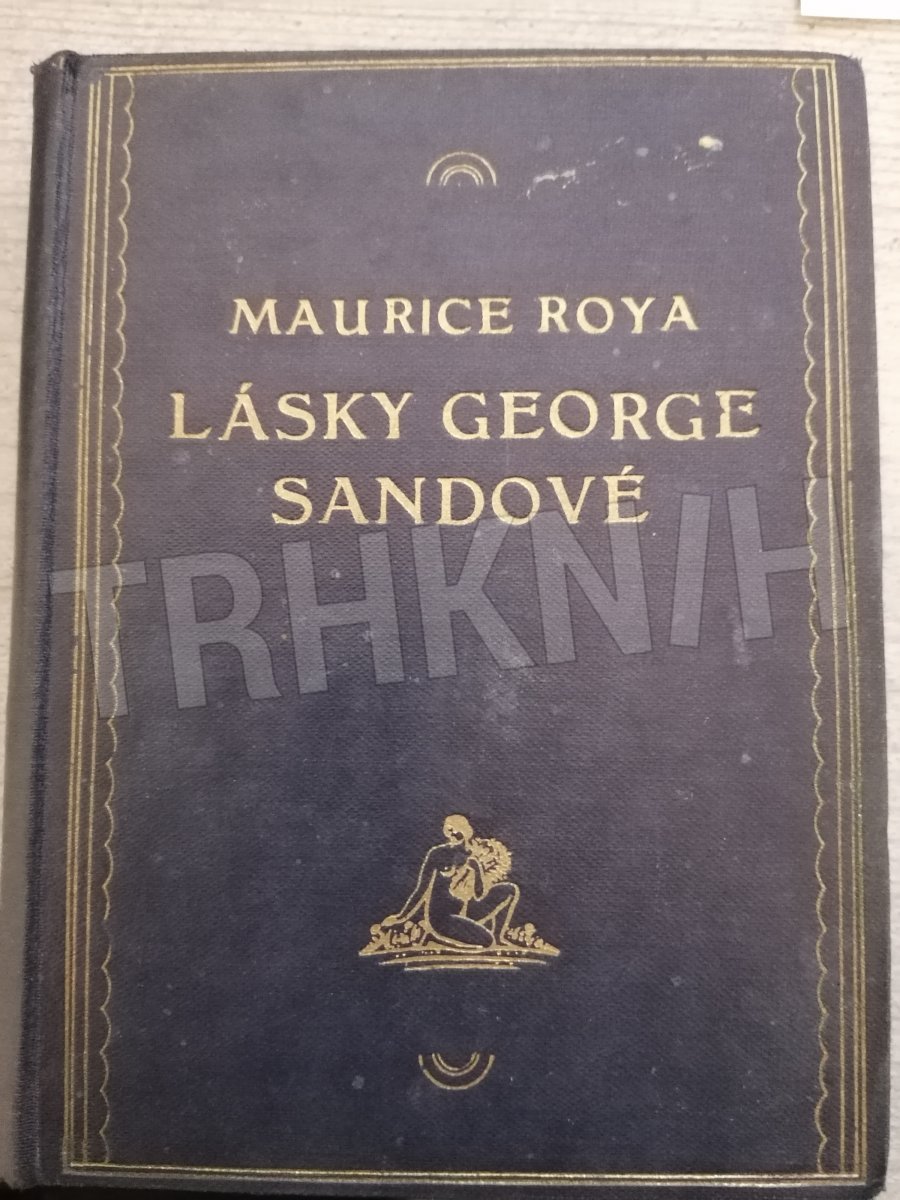 MAURICE ROYA
LÁSKY GEORGE
SANDOVÉ
TRHKNIH